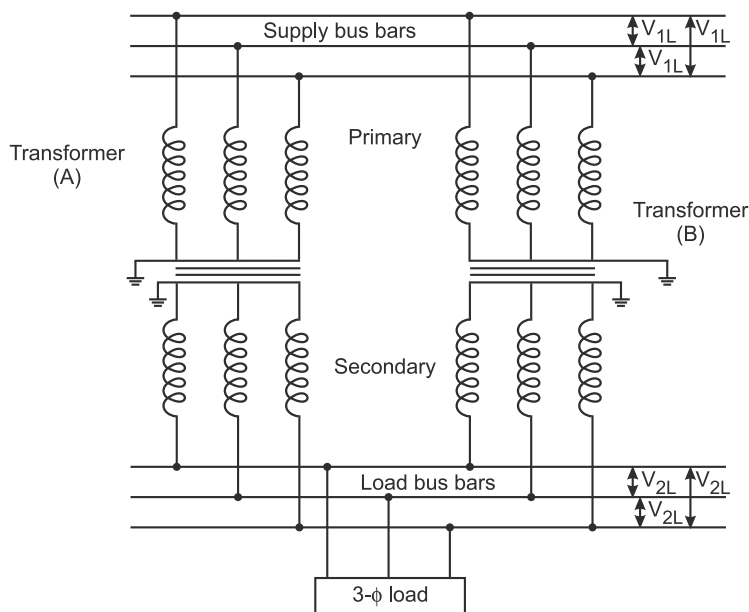 Supply bus bars
V1L
V1L
V1L
Transformer
(A)
Primary
Transformer
(B)
Secondary
Load bus bars
V2L
V2L
V2L
3-ϕ load